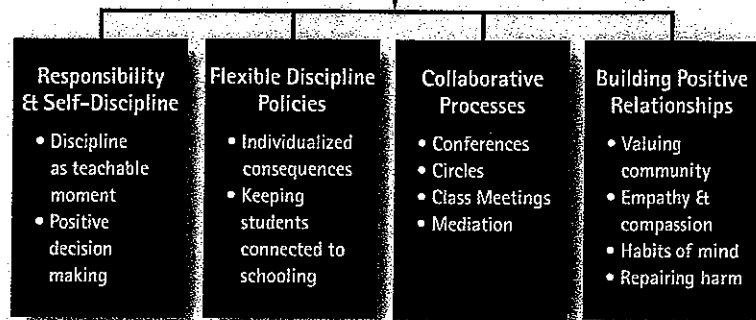 Responsibility
& Self-Discipline
• Discipline
as teachable
moment
• Positive
decision
making
Flexible Discipline
Policies
• Individualized
consequences
• Keeping
students
connected to
schooling
Collaborative
Processes
• Conferences
• Circles
• Class Meetings
• Mediation
Building Positive
Relationships
• Valuing
community
• Empathy &
compassion
• Habits of mind
• Repairing harm